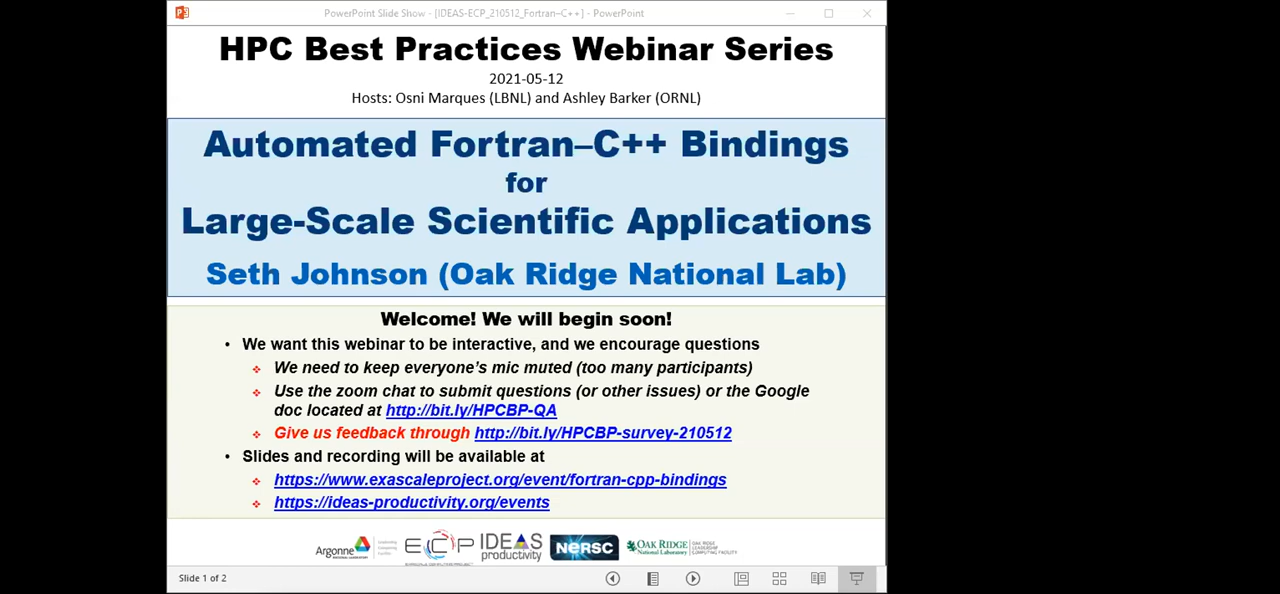 PowerPoint Slide Show - [IDEAS-ECP_210512_Fortran–C++] - PowerPoint
HPC Best Practices Webinar Series
2021-05-12
Hosts: Osni Marques (LBNL) and Ashley Barker (ORNL)
Automated Fortran–C++ Bindings
for
Large-Scale Scientific Applications
Seth Johnson (Oak Ridge National Lab)
Welcome! We will begin soon!
• We want this webinar to be interactive, and we encourage questions
❖ We need to keep everyone's mic muted (too many participants)
❖ Use the zoom chat to submit questions (or other issues) or the Google
doc located at http://bit.ly/HPCBP-QA
❖ Give us feedback through http://bit.ly/HPCBP-survey-210512
• Slides and recording will be available at
❖ https://www.exascaleproject.org/event/fortran-cpp-bindings
❖ https://ideas-productivity.org/events
Argonne
NATIONAL LABORATORY
ECP
IDEAS
productivity
NERSC
OAK RIDGE
National Laboratory
Slide 1 of 2